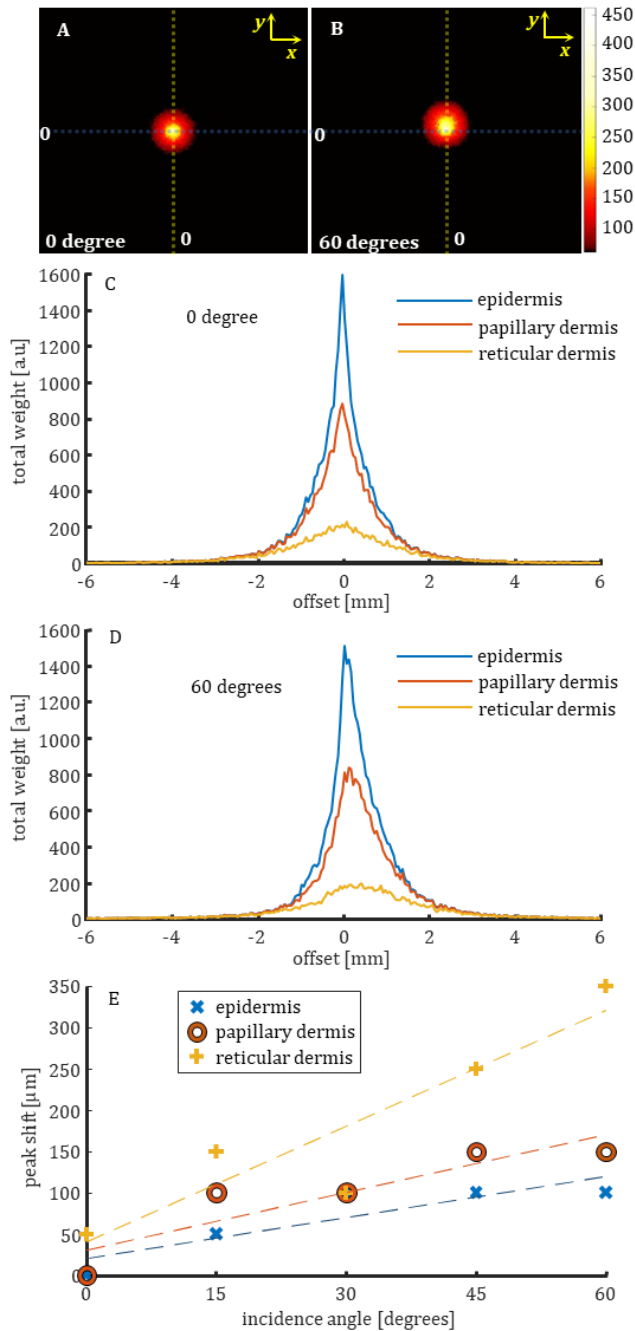 A
y
x
0
0 degree
0
B
y
x
0
60 degrees
0
450
400
350
300
250
200
150
100
C
0 degree
epidermis
papillary dermis
reticular dermis
total weight [a.u]
1600
1400
1200
1000
800
600
400
200
0
-6 -4 -2 0 2 4 6
offset [mm]
D
60 degrees
epidermis
papillary dermis
reticular dermis
total weight [a.u.]
1600
1400
1200
1000
800
600
400
200
0
-6 -4 -2 0 2 4 6
offset [mm]
E
epidermis
papillary dermis
reticular dermis
peak shift [μm]
350
300
250
200
150
100
50
0
0 15 30 45 60
incidence angle [degrees]